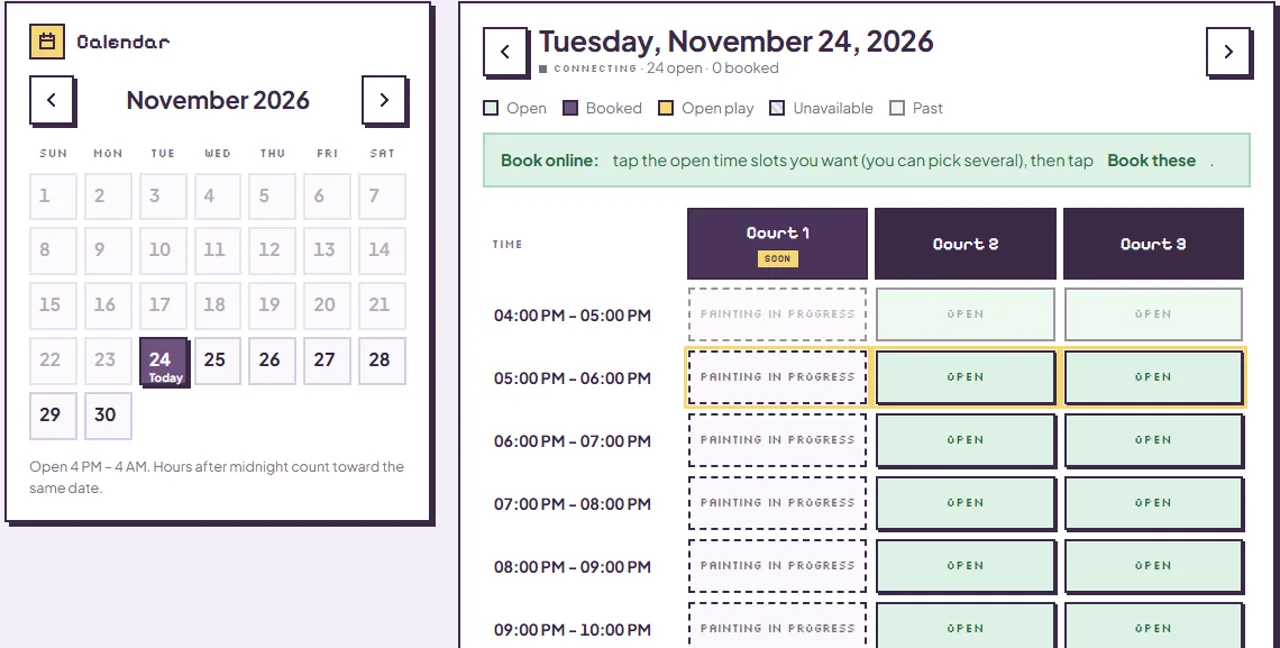 Calendar
November 2026
SUN MON TUE WED THU FRI SAT
1 2 3 4 5 6 7
8 9 10 11 12 13 14
15 16 17 18 19 20 21
22 23 24 25 26 27 28
Today
29 30
Open 4 PM – 4 AM. Hours after midnight count toward the
same date.
Tuesday, November 24, 2026
CONNECTING · 24 open · 0 booked
Open Booked Open play Unavailable Past
Book online: tap the open time slots you want (you can pick several), then tap Book these .
TIME Court 1 Court 2 Court 3
SOON
04:00 PM – 05:00 PM PAINTING IN PROGRESS OPEN OPEN
05:00 PM – 06:00 PM PAINTING IN PROGRESS OPEN OPEN
06:00 PM – 07:00 PM PAINTING IN PROGRESS OPEN OPEN
07:00 PM – 08:00 PM PAINTING IN PROGRESS OPEN OPEN
08:00 PM – 09:00 PM PAINTING IN PROGRESS OPEN OPEN
09:00 PM – 10:00 PM PAINTING IN PROGRESS OPEN OPEN